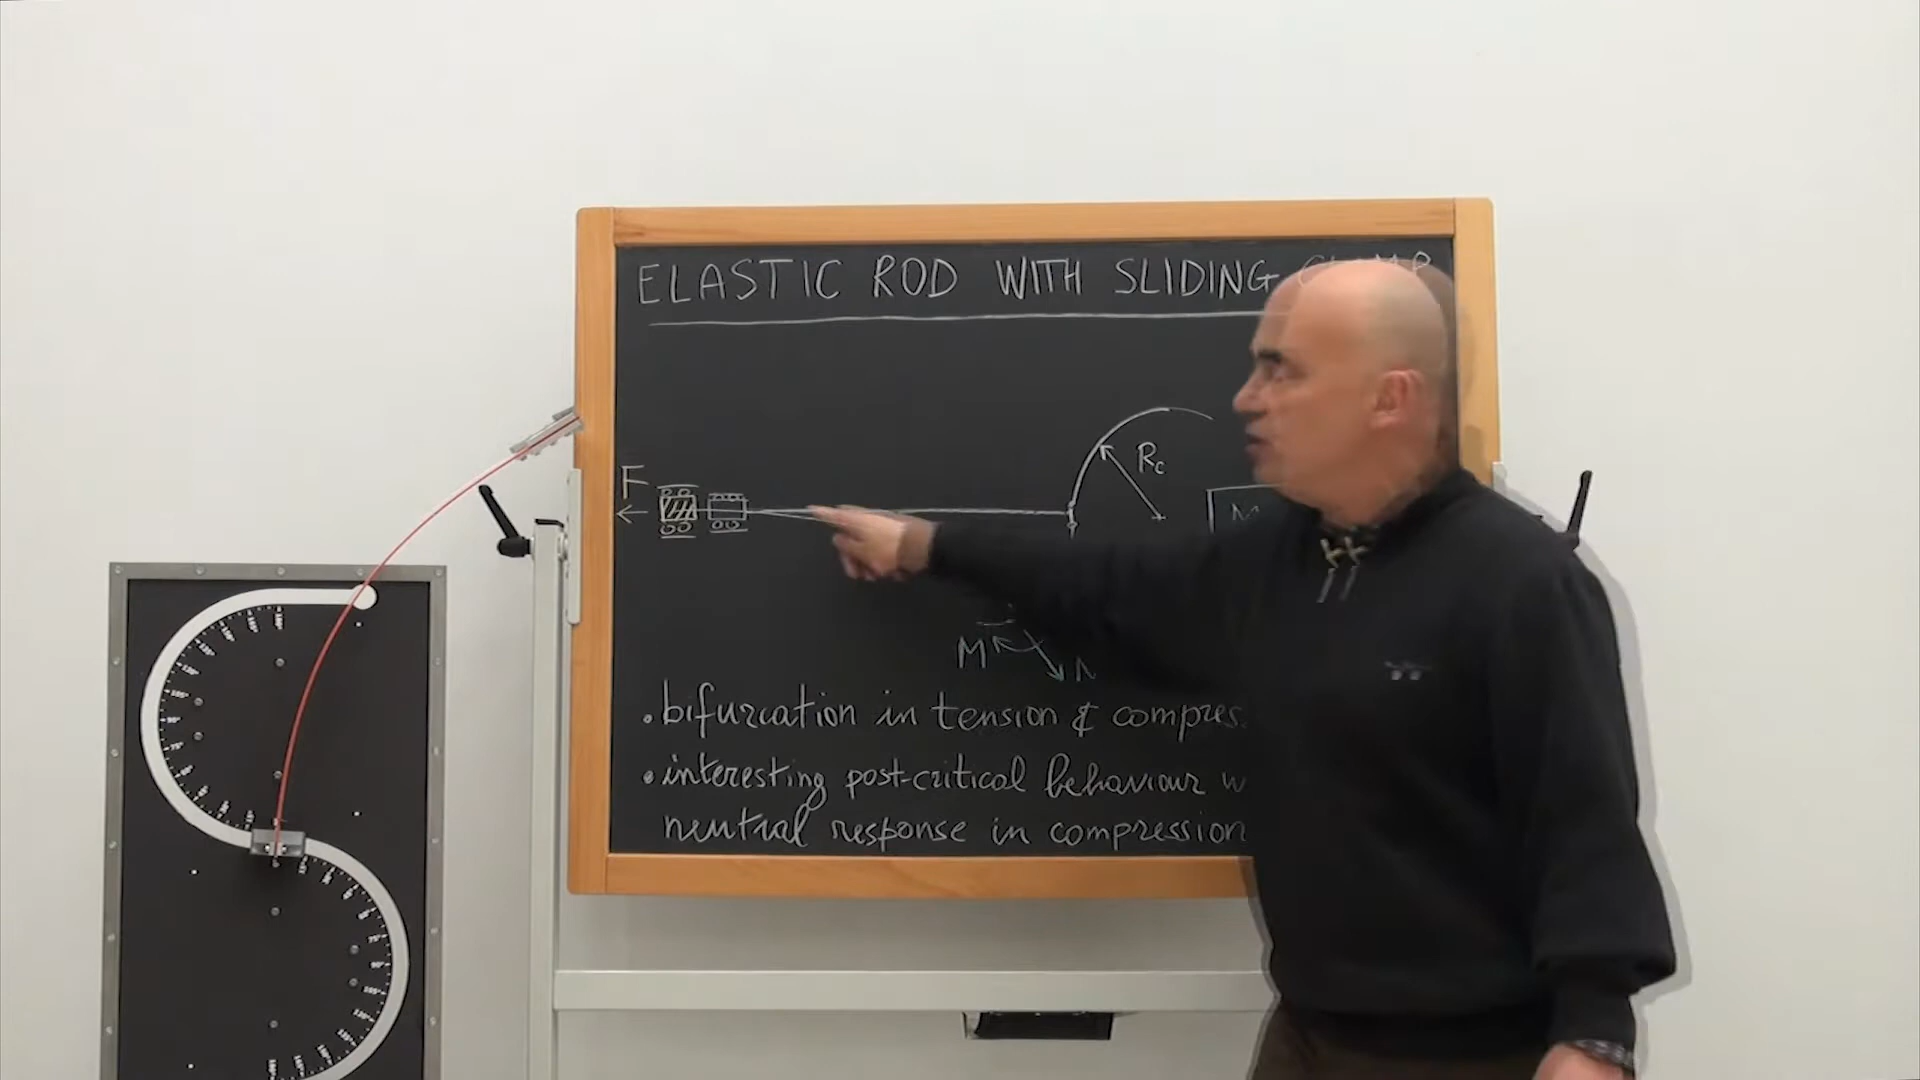 ELASTIC ROD WITH SLIDING
F
Rc
M
. bifurcation in tension & compres
. interesting post-critical behaviour w
neutral response in compression